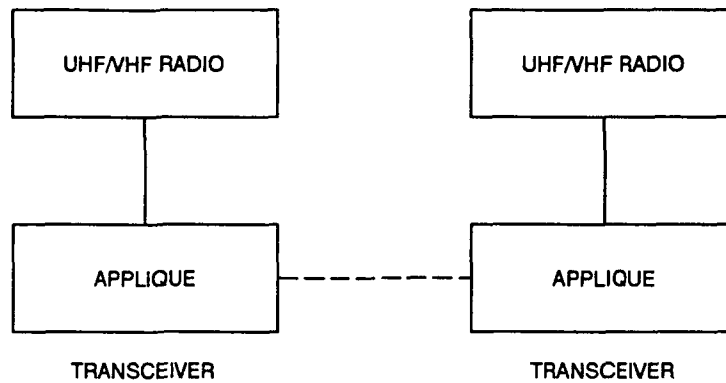 UHF/VHF RADIO
UHF/VHF RADIO
APPLIQUE
APPLIQUE
TRANSCEIVER
TRANSCEIVER